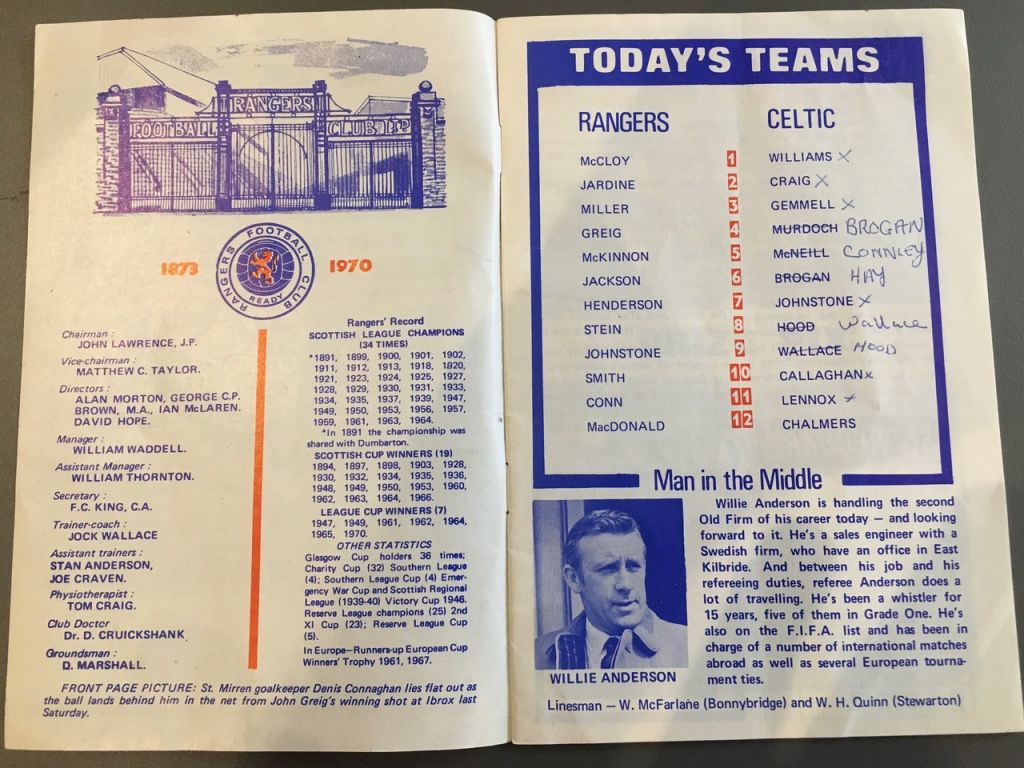 RANGERS
FOOTBALL CLUB LTD
1873 1970
RANGERS FOOTBALL CLUB
READY
Chairman :
JOHN LAWRENCE, J.P.
Vice-chairman :
MATTHEW C. TAYLOR.
Directors :
ALAN MORTON, GEORGE C.P.
BROWN, M.A., IAN McLAREN.
DAVID HOPE.
Manager :
WILLIAM WADDELL.
Assistant Manager :
WILLIAM THORNTON.
Secretary :
F.C. KING, C.A.
Trainer-coach :
JOCK WALLACE
Assistant trainers :
STAN ANDERSON,
JOE CRAVEN.
Physiotherapist :
TOM CRAIG.
Club Doctor
Dr. D. CRUICKSHANK
Groundsman :
D. MARSHALL.
Rangers' Record
SCOTTISH LEAGUE CHAMPIONS
(34 TIMES)
*1891, 1899, 1900, 1901, 1902,
1911, 1912, 1913, 1918, 1920,
1921, 1923, 1924, 1925, 1927,
1928, 1929, 1930, 1931, 1933,
1934, 1935, 1937, 1939, 1947,
1949, 1950, 1953, 1956, 1957,
1959, 1961, 1963, 1964.
*In 1891 the championship was
shared with Dumbarton.
SCOTTISH CUP WINNERS (19)
1894, 1897, 1898, 1903, 1928,
1930, 1932, 1934, 1935, 1936,
1948, 1949, 1950, 1953, 1960,
1962, 1963, 1964, 1966.
LEAGUE CUP WINNERS (7)
1947, 1949, 1961, 1962, 1964,
1965, 1970.
OTHER STATISTICS
Glasgow Cup holders 36 times;
Charity Cup (32) Southern League
(4); Southern League Cup (4) Emer-
gency War Cup and Scottish Regional
League (1939-40) Victory Cup 1946.
Reserve League champions (25) 2nd
XI Cup (23); Reserve League Cup
(5).
In Europe—Runners-up European Cup
Winners' Trophy 1961, 1967.
FRONT PAGE PICTURE: St. Mirren goalkeeper Denis Connaghan lies flat out as
the ball lands behind him in the net from John Greig's winning shot at Ibrox last
Saturday.
TODAY'S TEAMS
RANGERS CELTIC
McCLOY 1 WILLIAMS X
JARDINE 2 CRAIG X
MILLER 3 GEMMELL X
GREIG 4 MURDOCH BROGAN
McKINNON 5 McNEILL CONNLEY
JACKSON 6 BROGAN HAY
HENDERSON 7 JOHNSTONE X
STEIN 8 HOOD Wallace
JOHNSTONE 9 WALLACE HOOD
SMITH 10 CALLAGHAN X
CONN 11 LENNOX X
MacDONALD 12 CHALMERS
Man in the Middle
WILLIE ANDERSON
Willie Anderson is handling the second
Old Firm of his career today — and looking
forward to it. He's a sales engineer with a
Swedish firm, who have an office in East
Kilbride. And between his job and his
refereeing duties, referee Anderson does a
lot of travelling. He's been a whistler for
15 years, five of them in Grade One. He's
also on the F.I.F.A. list and has been in
charge of a number of international matches
abroad as well as several European tourna-
ment ties.
Linesman — W. McFarlane (Bonnybridge) and W. H. Quinn (Stewarton)